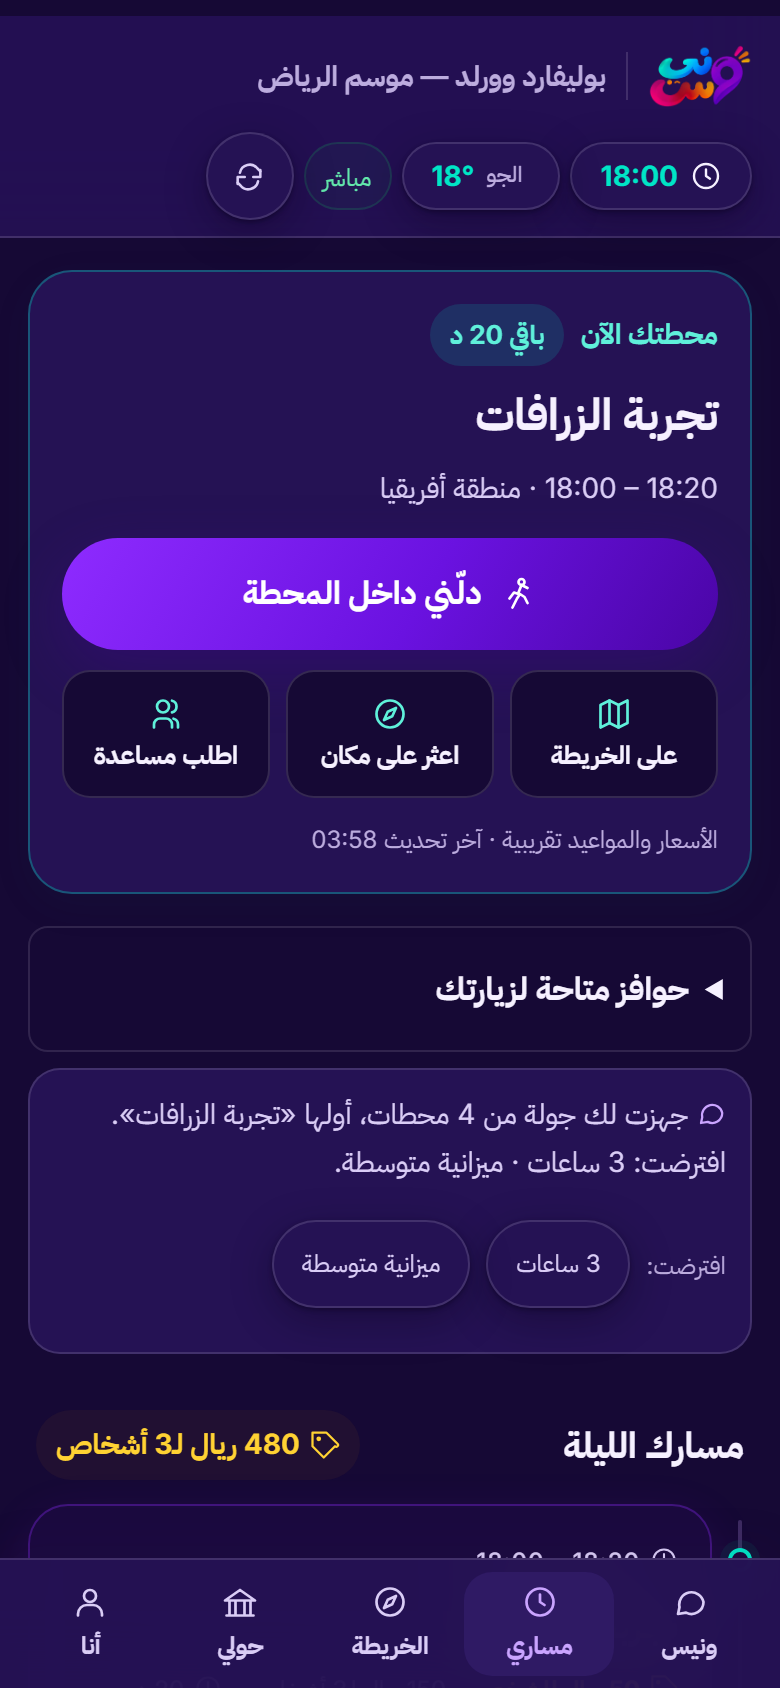 ونيست
بوليفارد وورلد — موسم الرياض
18:00
الجو 18°
مباشر
محطتك الآن
باقي 20 د
تجربة الزرافات
18:00 – 18:20 · منطقة أفريقيا
دلّني داخل المحطة
على الخريطة
اعثر على مكان
اطلب مساعدة
الأسعار والمواعيد تقريبية · آخر تحديث 03:58
حوافز متاحة لزيارتك
جهزت لك جولة من 4 محطات، أولها «تجربة الزرافات».
افترضت: 3 ساعات · ميزانية متوسطة.
افترضت:
3 ساعات
ميزانية متوسطة
مسارك الليلة
480 ريال لـ3 أشخاص
ونيس
مساري
الخريطة
حولي
أنا